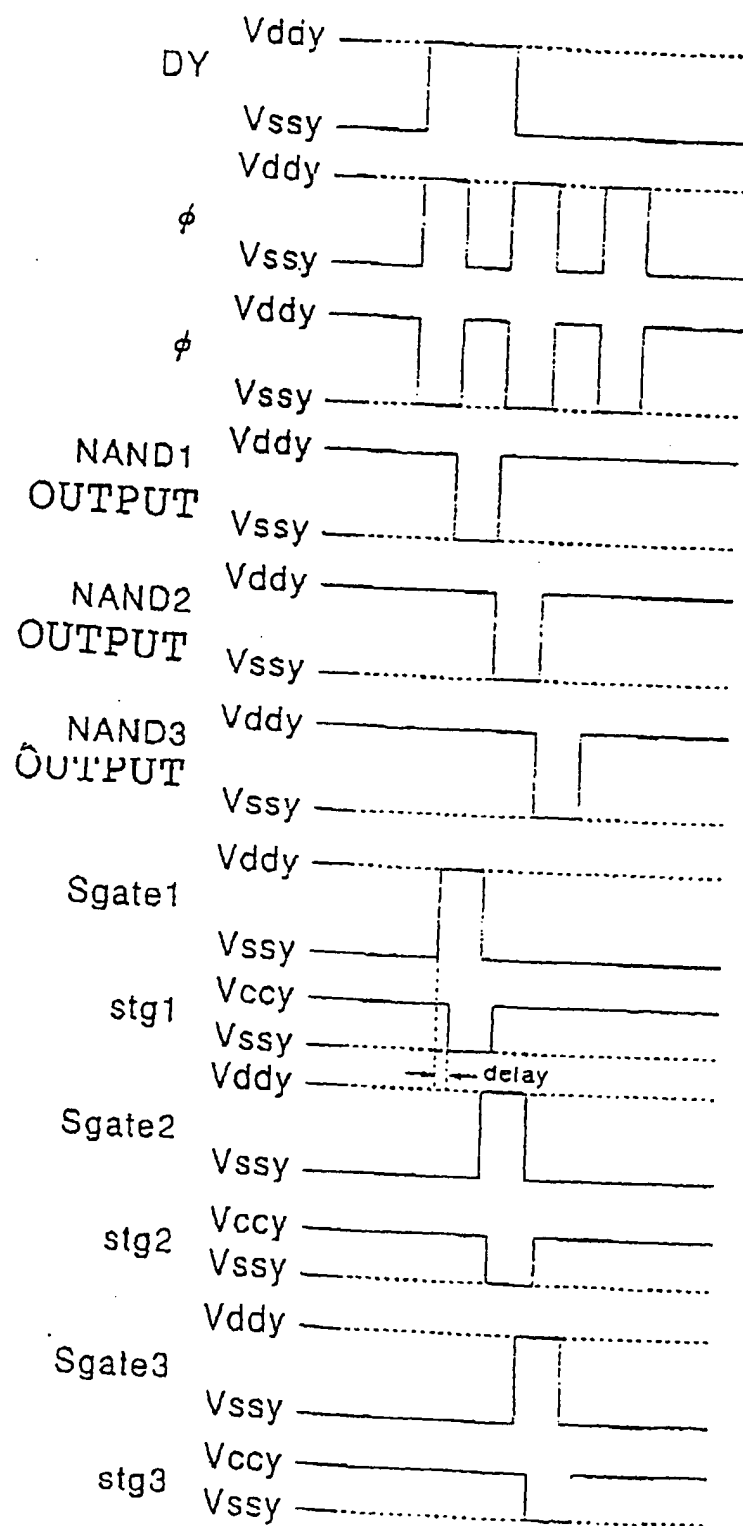 Vddy
DY
Vssy
Vddy
ϕ
Vssy
Vddy
ϕ
Vssy
NAND1 Vddy
OUTPUT
Vssy
NAND2 Vddy
OUTPUT
Vssy
NAND3 Vddy
OUTPUT
Vssy
Vddy
Sgate1
Vssy
stg1 Vccy
Vssy
Vddy delay
Sgate2
Vssy
stg2 Vccy
Vssy
Vddy
Sgate3
Vssy
stg3 Vccy
Vssy